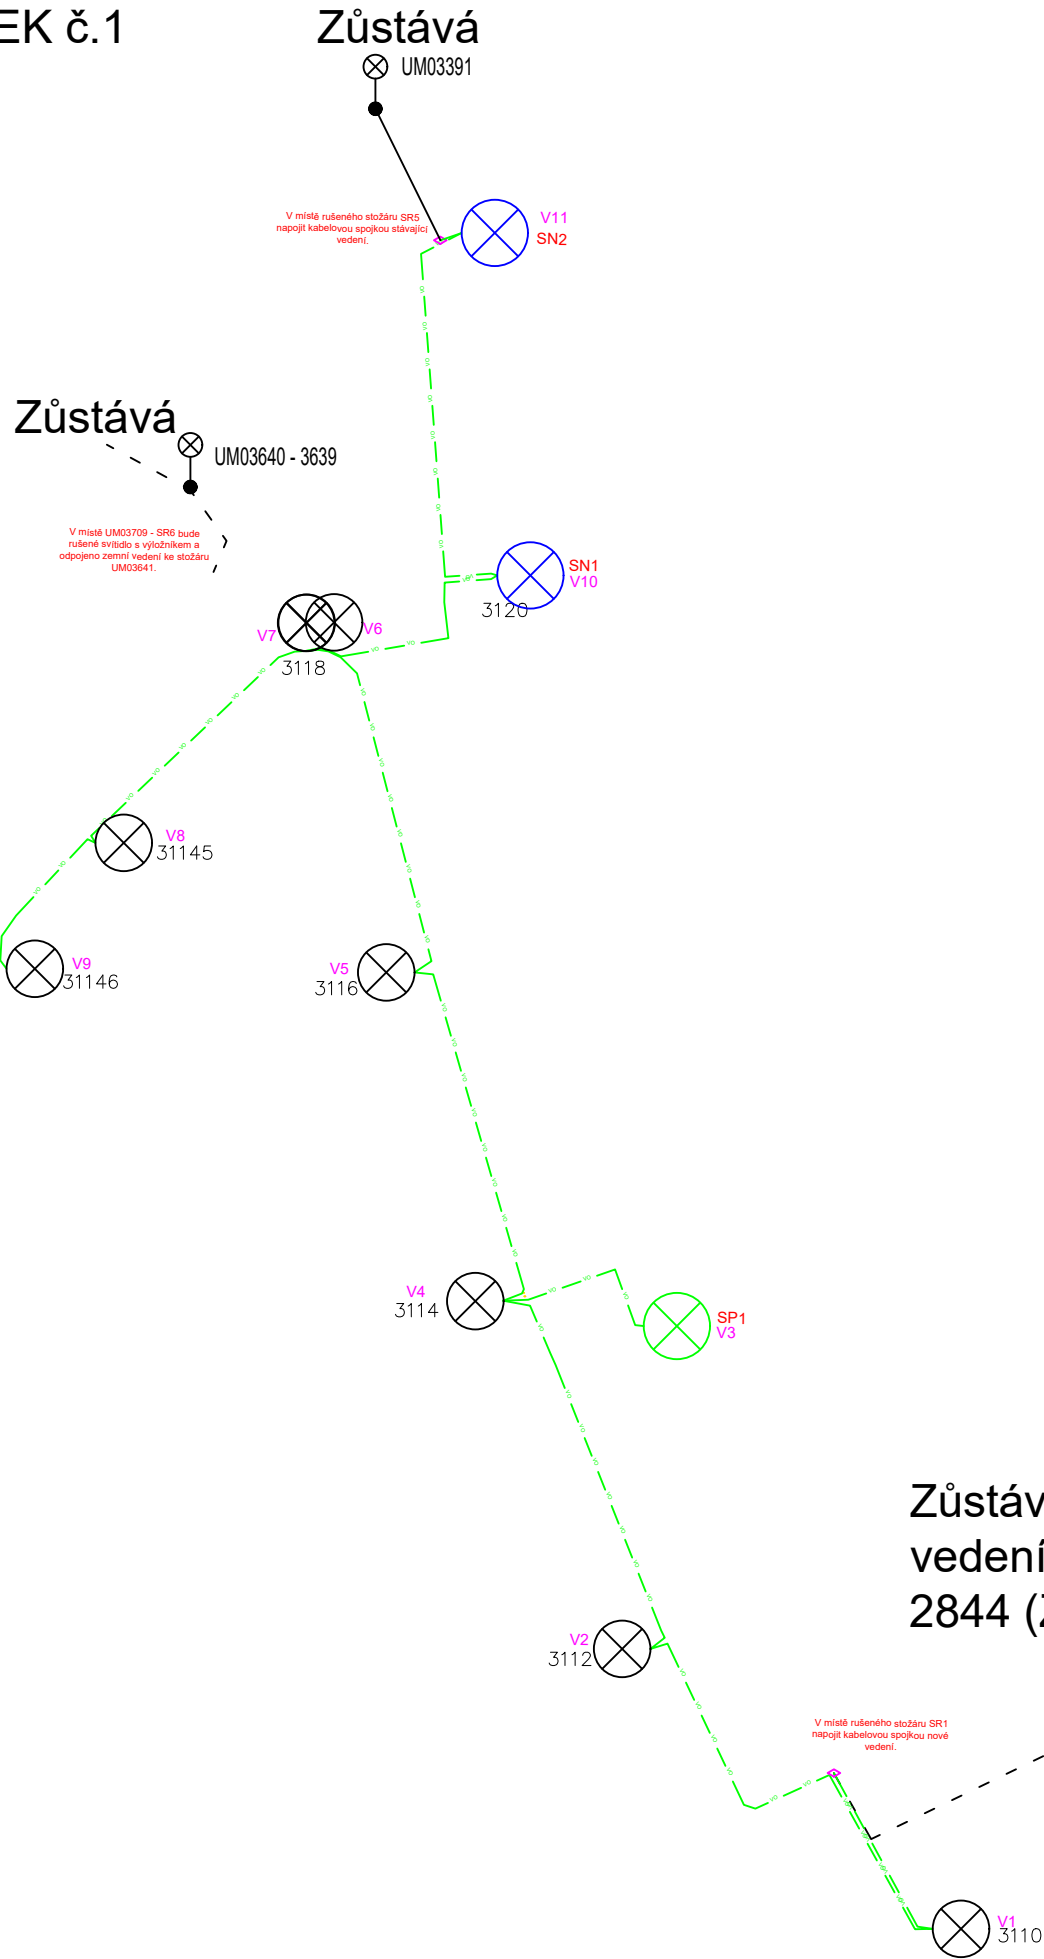 EK č.1
Zůstává
UM03391
V místě rušeného stožáru SR5
napojit kabelovou spojkou stávající
vedení.
V11
SN2
Zůstává
UM03640 - 3639
V místě UM03709 - SR6 bude
rušené svítidlo s výložníkem a
odpojeno zemní vedení ke stožáru
UM03641.
SN1
V10
3120
V7
V6
3118
V8
31145
V9
31146
V5
3116
V4
3114
SP1
V3
Zůstáv
vedení
2844 (Z
V2
3112
V místě rušeného stožáru SR1
napojit kabelovou spojkou nové
vedení.
V1
3110